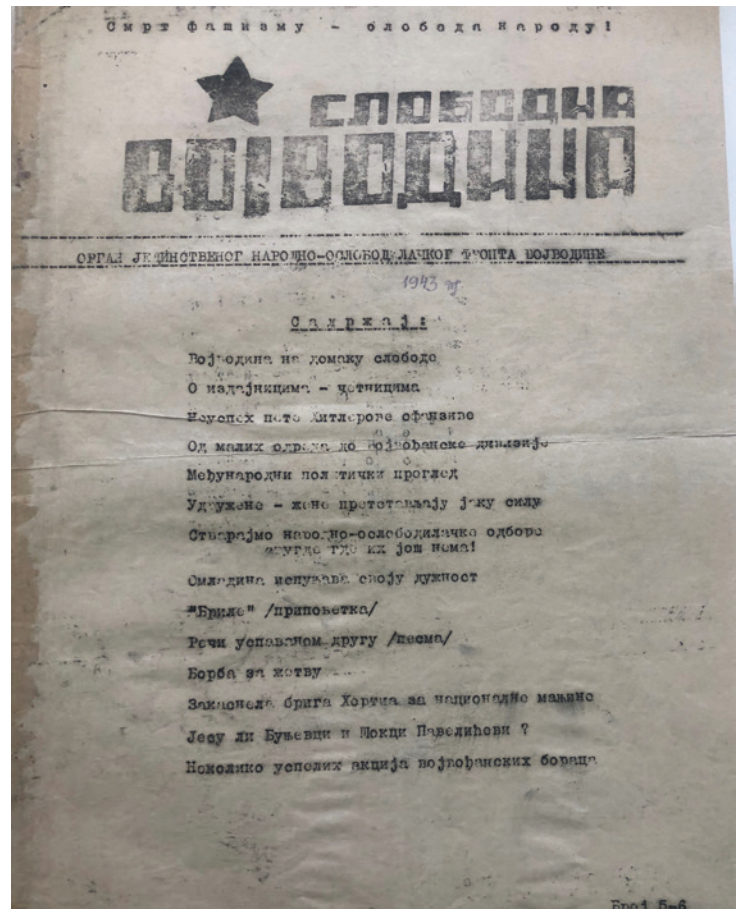 Смрт фашизму - слобода народу!
СЛОБОДНА
ВОЈВОДИНА
ОРГАН ЈЕДИНСТВЕНОГ НАРОДНО-ОСЛОБОДИЛАЧКОГ ФРОНТА ВОЈВОДИНЕ
1943
Садржај:
Војводина на домаку слободе
О издајницима - четницима
Неуспех пете Хитлерове офанзиве
Од малих одреда до војвођанске дивизије
Међународни политички преглед
Удружене - жене претстављају јаку силу
Стварајмо народно-ослободилачке одборе
свугде где их још нема!
Омладина испуњава своју дужност
"Бриле" /приповетка/
Речи успаваном другу /песма/
Борба за жетву
Закаснела брига Хортиа за националне мањине
Јесу ли Буњевци и Шокци Павелићеви ?
Неколико успелих акција војвођанских бораца
Број 5-6